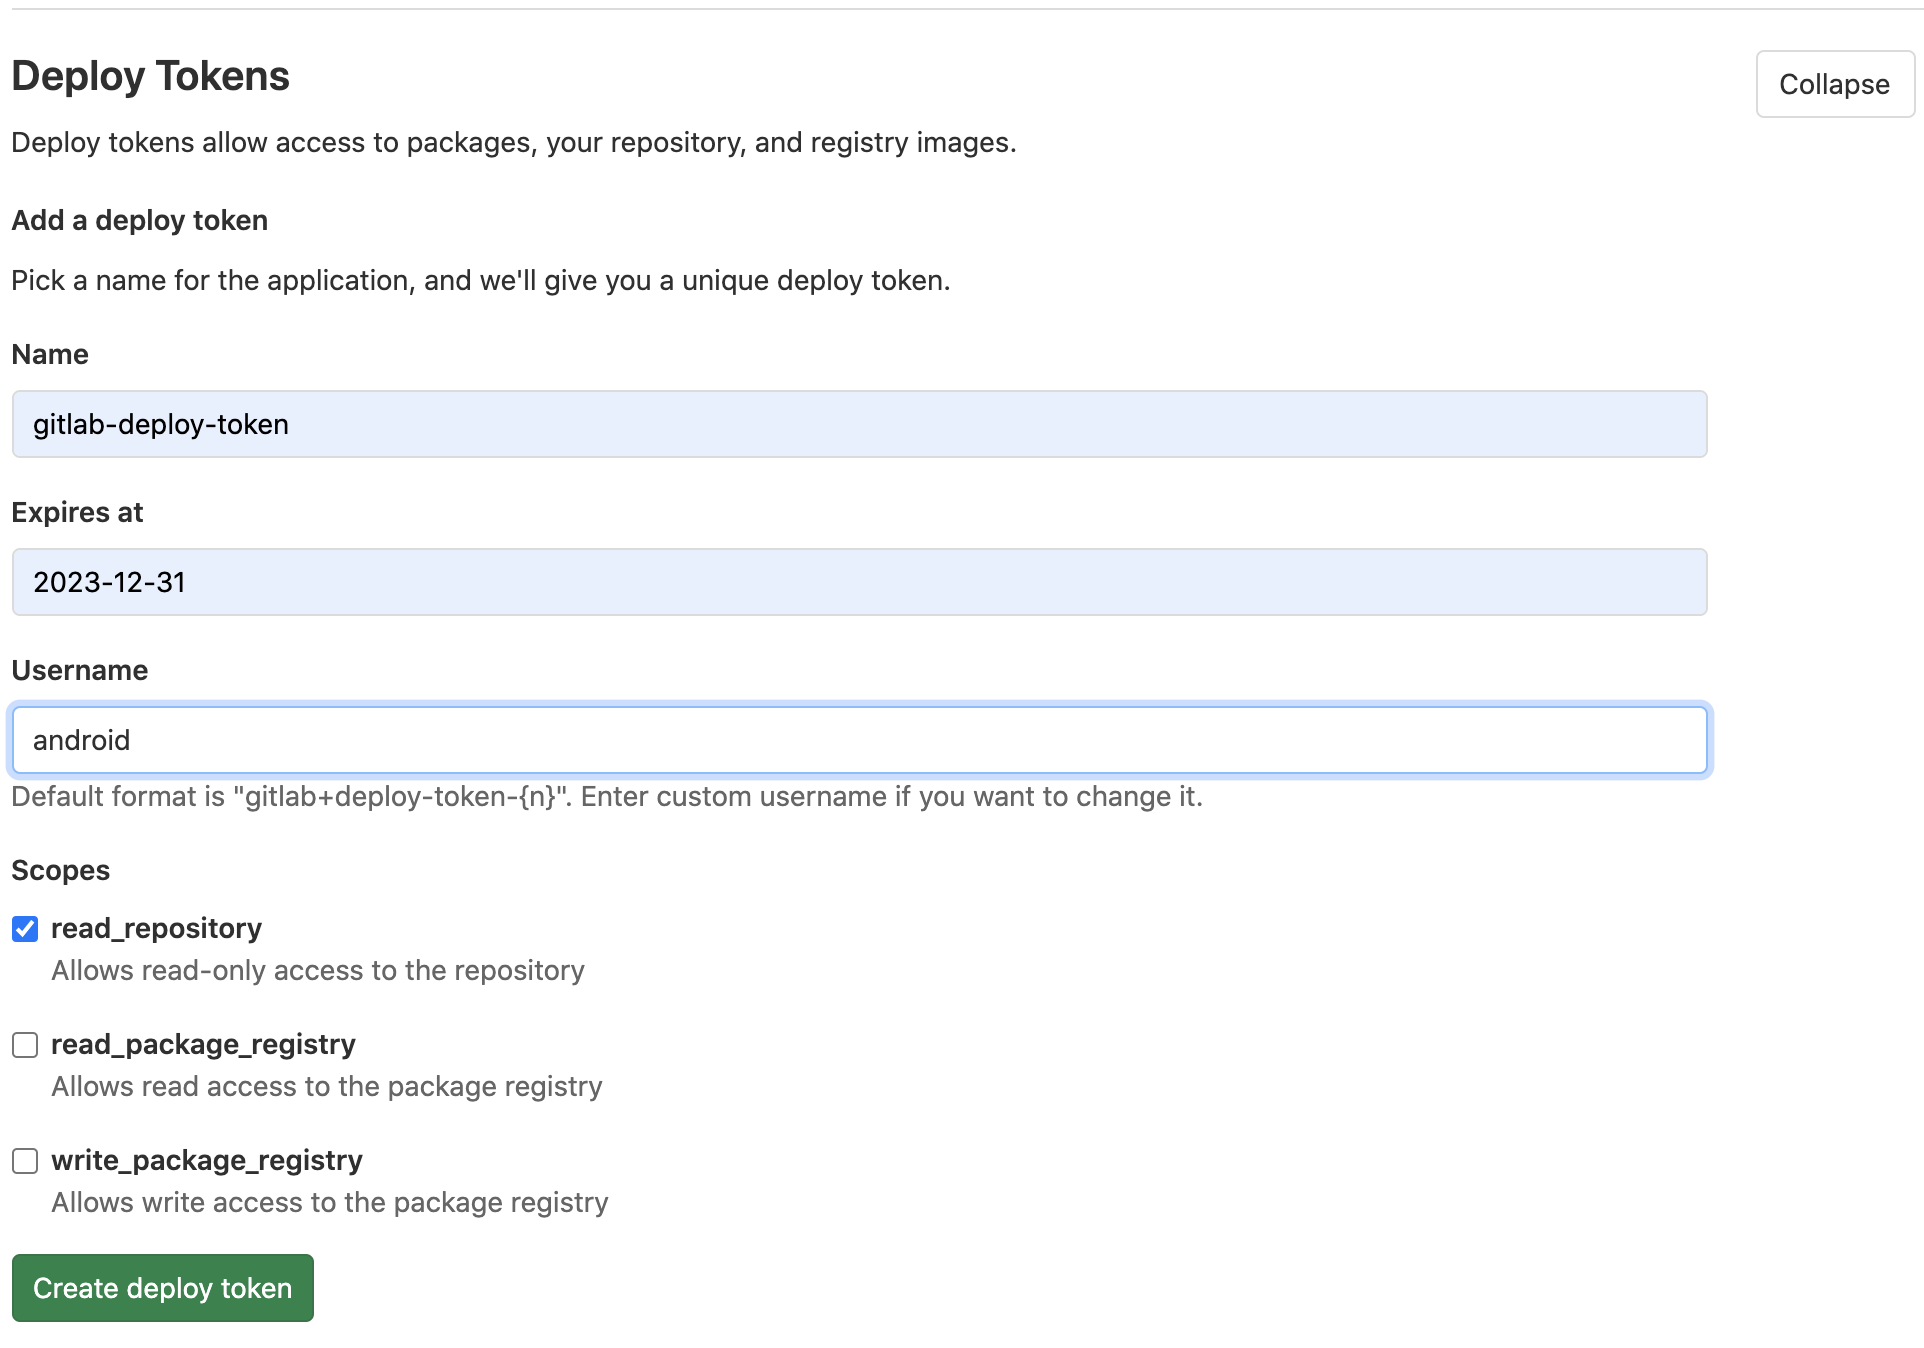 Deploy Tokens
Collapse
Deploy tokens allow access to packages, your repository, and registry images.
Add a deploy token
Pick a name for the application, and we'll give you a unique deploy token.
Name
gitlab-deploy-token
Expires at
2023-12-31
Username
android
Default format is "gitlab+deploy-token-{n}". Enter custom username if you want to change it.
Scopes
read_repository
Allows read-only access to the repository
read_package_registry
Allows read access to the package registry
write_package_registry
Allows write access to the package registry
Create deploy token